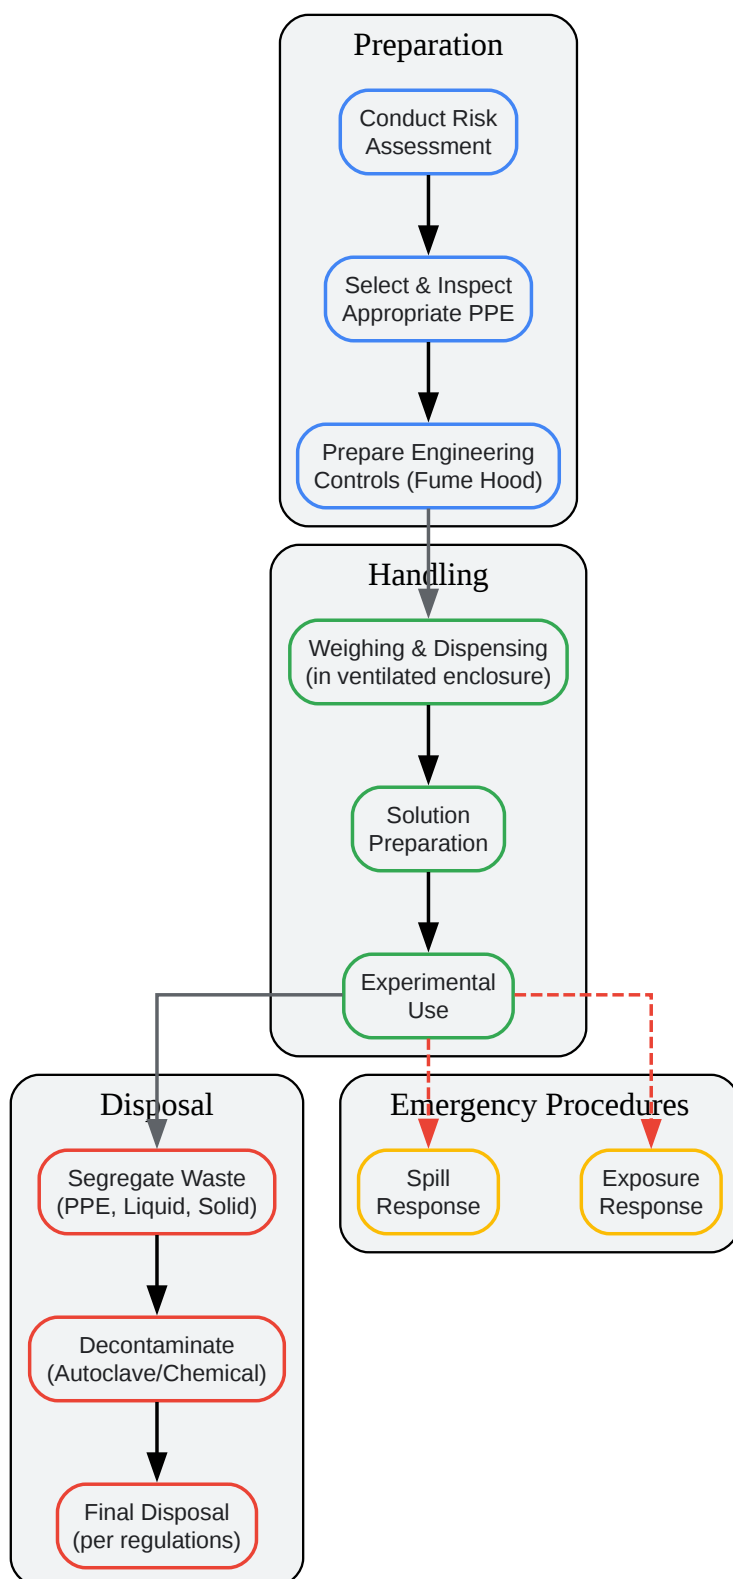 Preparation
Conduct Risk
Assessment
Select & Inspect
Appropriate PPE
Prepare Engineering
Controls (Fume Hood)
Handling
Weighing & Dispensing
(in ventilated enclosure)
Solution
Preparation
Experimental
Use
Disposal
Segregate Waste
(PPE, Liquid, Solid)
Decontaminate
(Autoclave/Chemical)
Final Disposal
(per regulations)
Emergency Procedures
Spill
Response
Exposure
Response